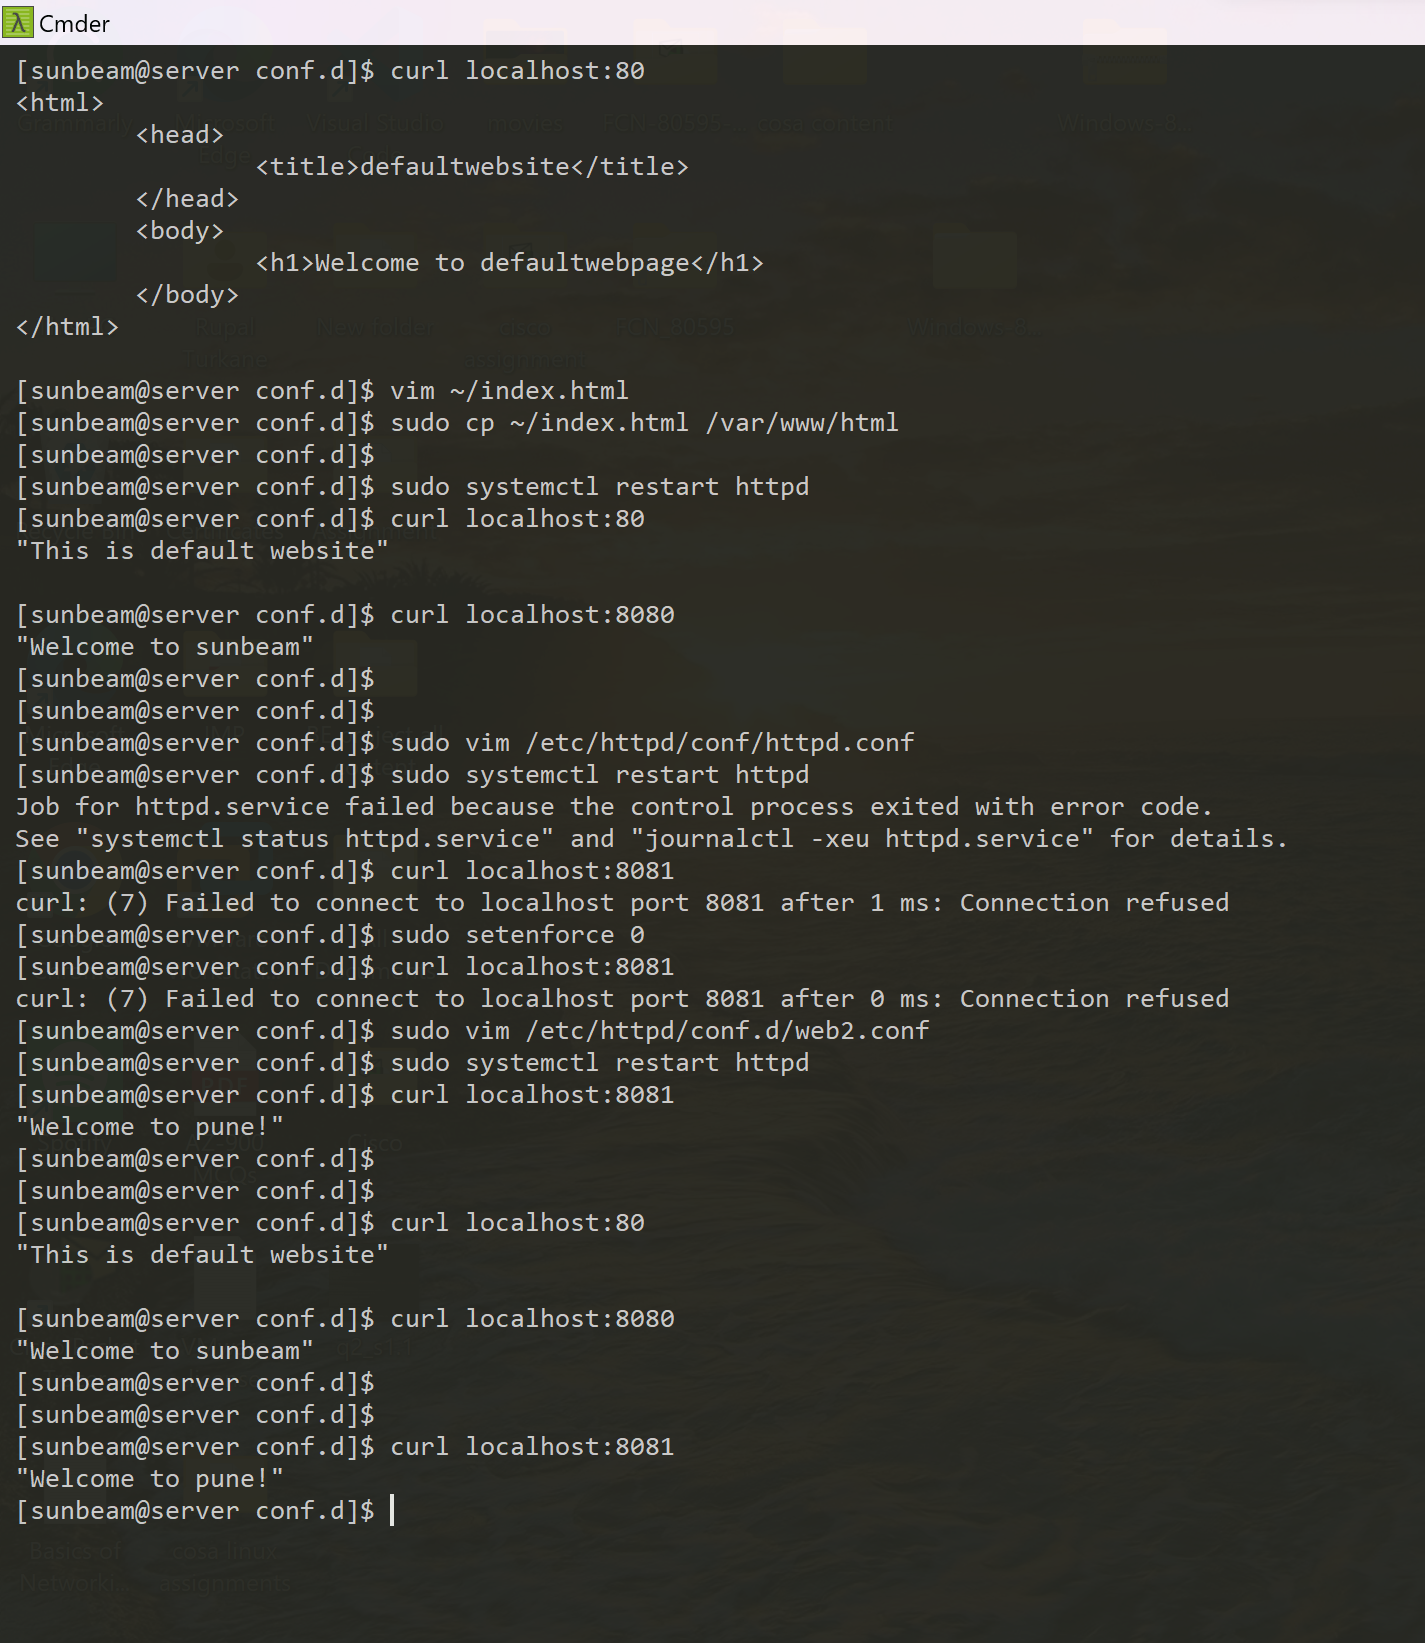 Cmder
[sunbeam@server conf.d]$ curl localhost:80
<html>
        <head>
                <title>defaultwebsite</title>
        </head>
        <body>
                <h1>Welcome to defaultwebpage</h1>
        </body>
</html>

[sunbeam@server conf.d]$ vim ~/index.html
[sunbeam@server conf.d]$ sudo cp ~/index.html /var/www/html
[sunbeam@server conf.d]$
[sunbeam@server conf.d]$ sudo systemctl restart httpd
[sunbeam@server conf.d]$ curl localhost:80
"This is default website"

[sunbeam@server conf.d]$ curl localhost:8080
"Welcome to sunbeam"
[sunbeam@server conf.d]$
[sunbeam@server conf.d]$
[sunbeam@server conf.d]$ sudo vim /etc/httpd/conf/httpd.conf
[sunbeam@server conf.d]$ sudo systemctl restart httpd
Job for httpd.service failed because the control process exited with error code.
See "systemctl status httpd.service" and "journalctl -xeu httpd.service" for details.
[sunbeam@server conf.d]$ curl localhost:8081
curl: (7) Failed to connect to localhost port 8081 after 1 ms: Connection refused
[sunbeam@server conf.d]$ sudo setenforce 0
[sunbeam@server conf.d]$ curl localhost:8081
curl: (7) Failed to connect to localhost port 8081 after 0 ms: Connection refused
[sunbeam@server conf.d]$ sudo vim /etc/httpd/conf.d/web2.conf
[sunbeam@server conf.d]$ sudo systemctl restart httpd
[sunbeam@server conf.d]$ curl localhost:8081
"Welcome to pune!"
[sunbeam@server conf.d]$
[sunbeam@server conf.d]$
[sunbeam@server conf.d]$ curl localhost:80
"This is default website"

[sunbeam@server conf.d]$ curl localhost:8080
"Welcome to sunbeam"
[sunbeam@server conf.d]$
[sunbeam@server conf.d]$
[sunbeam@server conf.d]$ curl localhost:8081
"Welcome to pune!"
[sunbeam@server conf.d]$
Basics of cosa linux
Networki... assignments